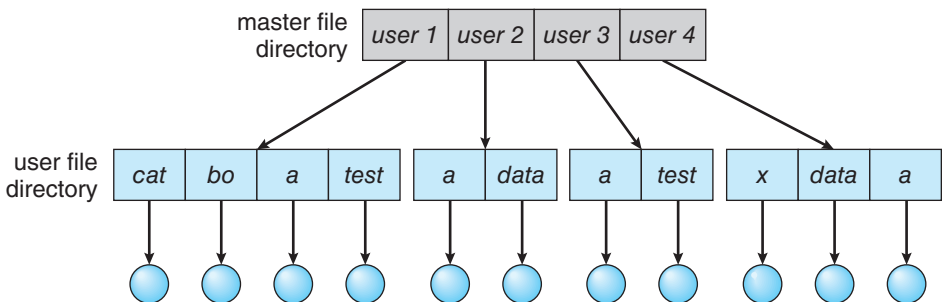 master file
directory
user 1 user 2 user 3 user 4
user file
directory
cat bo a test a data a test x data a